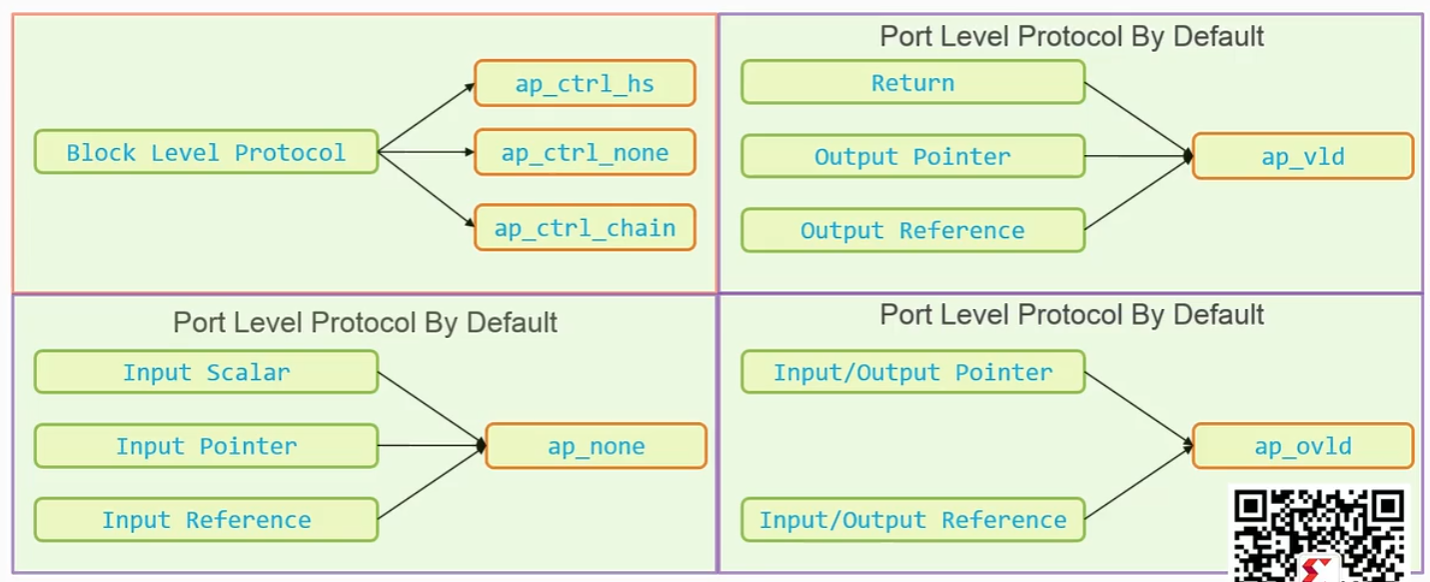 Block Level Protocol
ap_ctrl_hs
ap_ctrl_none
ap_ctrl_chain
Port Level Protocol By Default
Return
Output Pointer
Output Reference
ap_vld
Port Level Protocol By Default
Input Scalar
Input Pointer
Input Reference
ap_none
Port Level Protocol By Default
Input/Output Pointer
Input/Output Reference
ap_ovld